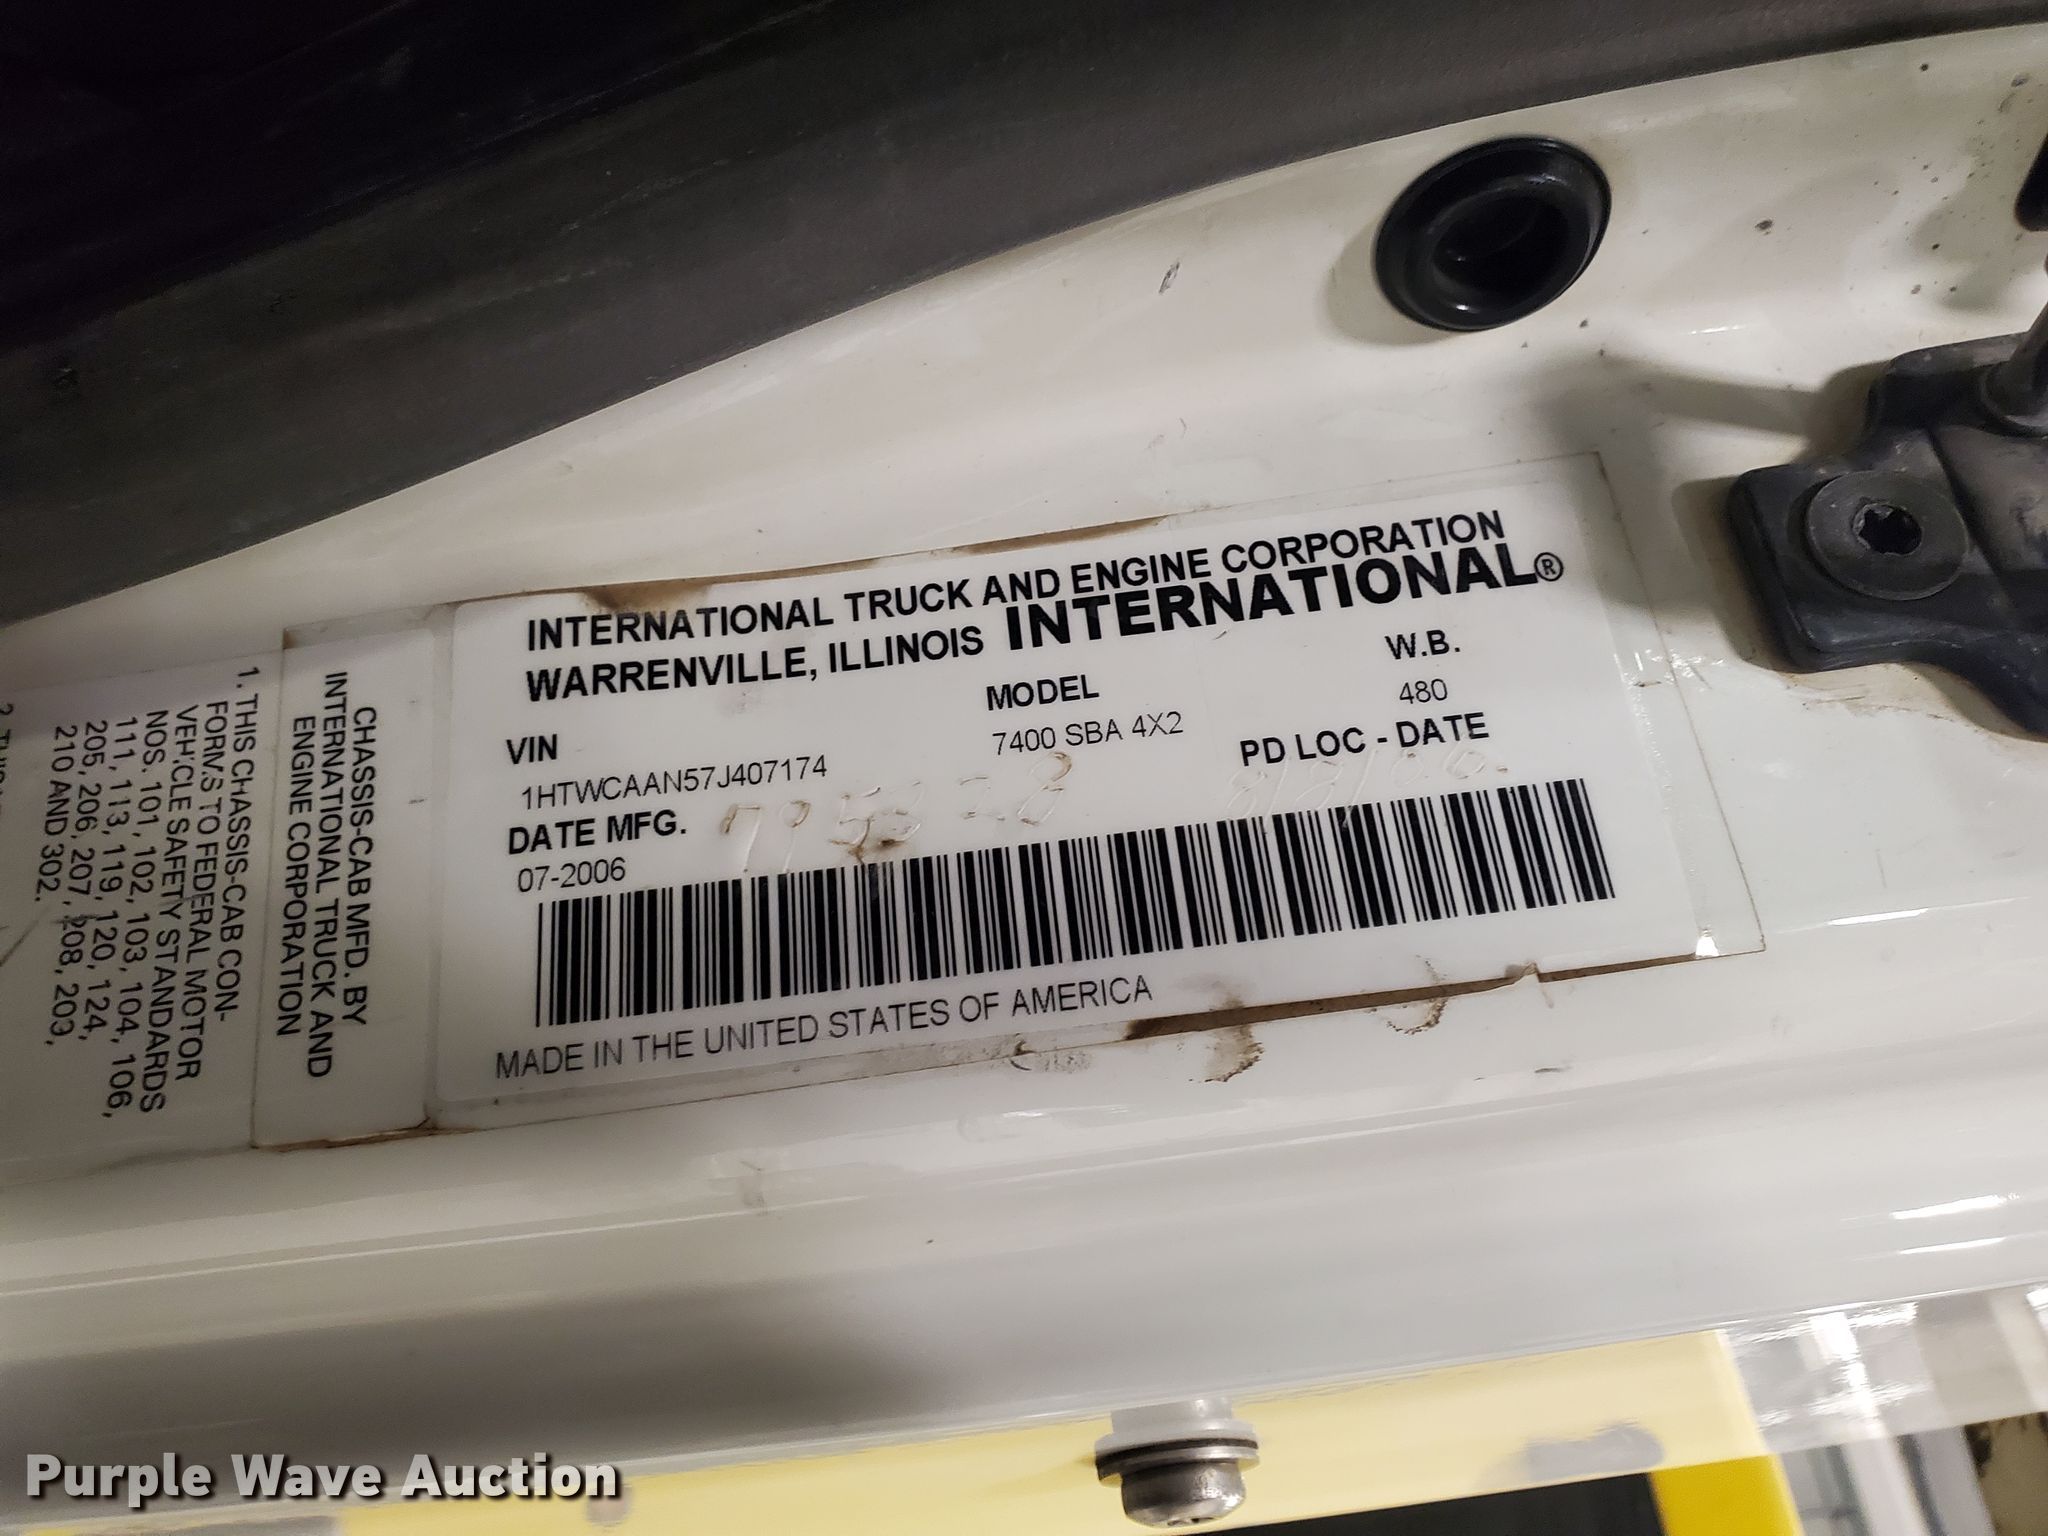 INTERNATIONAL TRUCK AND ENGINE CORPORATION
WARRENVILLE, ILLINOIS INTERNATIONAL®
MODEL W.B.
7400 SBA 4X2 480
VIN PD LOC - DATE
1HTWCAAN57J407174
DATE MFG.
07-2006
MADE IN THE UNITED STATES OF AMERICA
CHASSIS-CAB MFD. BY
INTERNATIONAL TRUCK AND
ENGINE CORPORATION
1. THIS CHASSIS-CAB CON-
FORMS TO FEDERAL MOTOR
VEHICLE SAFETY STANDARDS
NOS. 101, 102, 103, 104, 106,
111, 113, 119, 120, 124,
205, 206, 207, 208, 203,
210 AND 302.
Purple Wave Auction